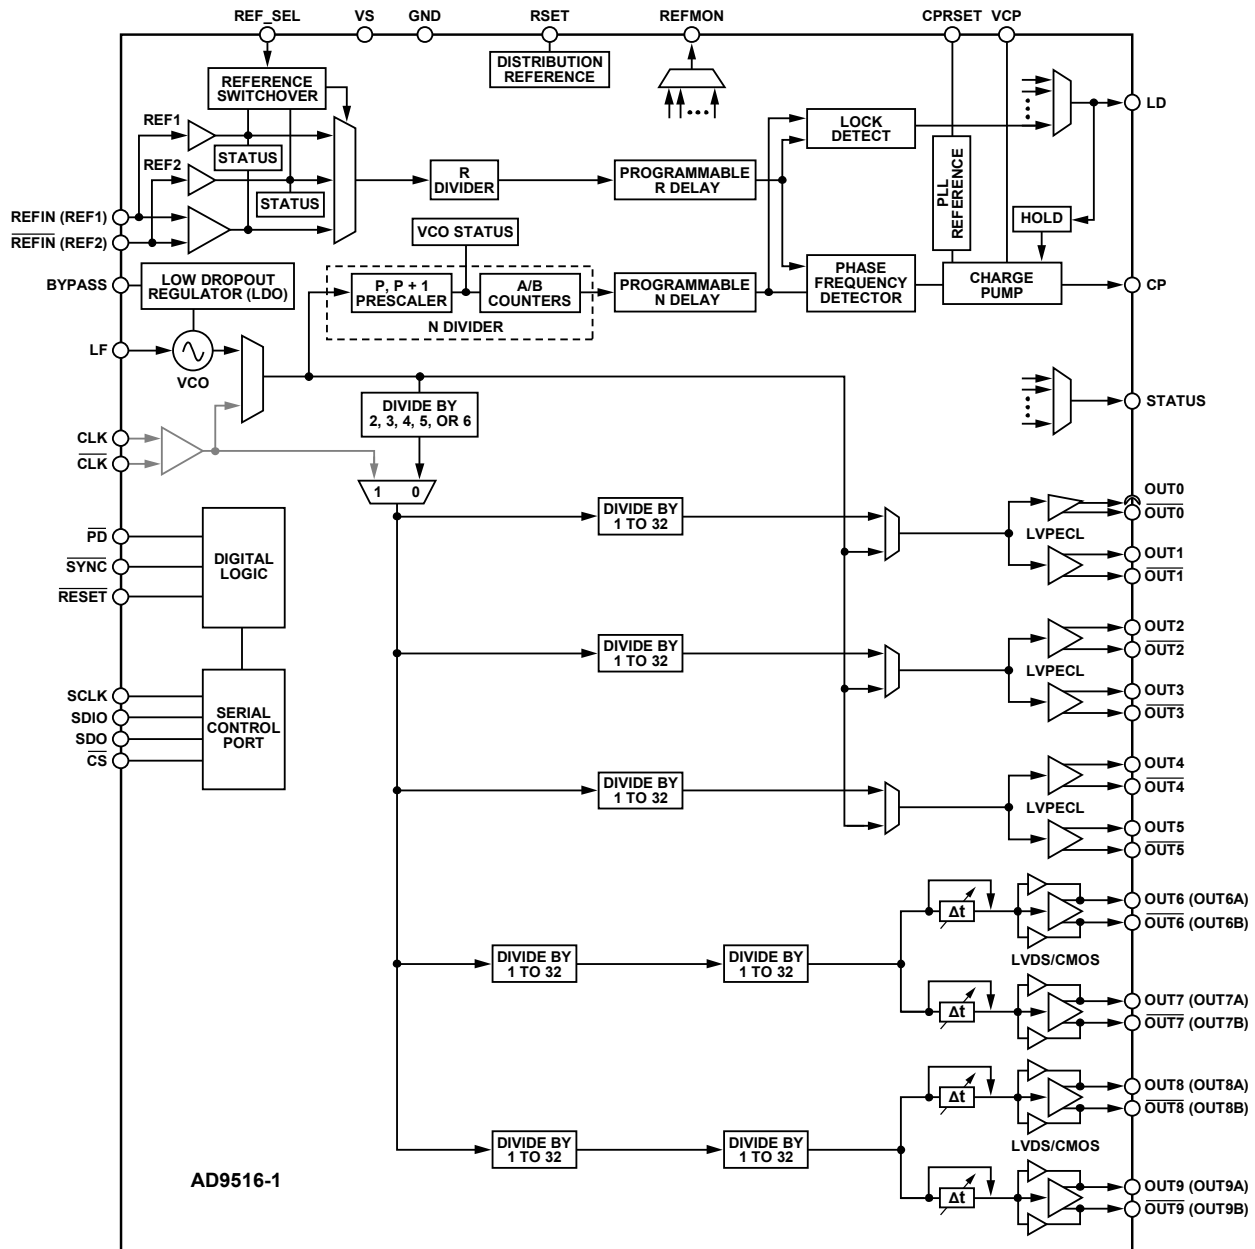 REF_SEL
VS
GND
RSET
REFMON
CPRSET
VCP
DISTRIBUTION
REFERENCE
REFERENCE
SWITCHOVER
REF1
STATUS
REF2
STATUS
R
DIVIDER
PROGRAMMABLE
R DELAY
LOCK
DETECT
LD
PLL
REFERENCE
HOLD
REFIN (REF1)
REFIN (REF2)
BYPASS
LOW DROPOUT
REGULATOR (LDO)
VCO STATUS
P, P + 1
PRESCALER
A/B
COUNTERS
N DIVIDER
PROGRAMMABLE
N DELAY
PHASE
FREQUENCY
DETECTOR
CHARGE
PUMP
CP
LF
VCO
STATUS
DIVIDE BY
2, 3, 4, 5, OR 6
CLK
CLK
1 0
PD
SYNC
RESET
DIGITAL
LOGIC
SCLK
SDIO
SDO
CS
SERIAL
CONTROL
PORT
DIVIDE BY
1 TO 32
LVPECL
OUT0
OUT0
OUT1
OUT1
DIVIDE BY
1 TO 32
LVPECL
OUT2
OUT2
OUT3
OUT3
DIVIDE BY
1 TO 32
LVPECL
OUT4
OUT4
OUT5
OUT5
DIVIDE BY
1 TO 32
DIVIDE BY
1 TO 32
Δt
Δt
LVDS/CMOS
OUT6 (OUT6A)
OUT6 (OUT6B)
OUT7 (OUT7A)
OUT7 (OUT7B)
DIVIDE BY
1 TO 32
DIVIDE BY
1 TO 32
Δt
Δt
LVDS/CMOS
OUT8 (OUT8A)
OUT8 (OUT8B)
OUT9 (OUT9A)
OUT9 (OUT9B)
AD9516-1